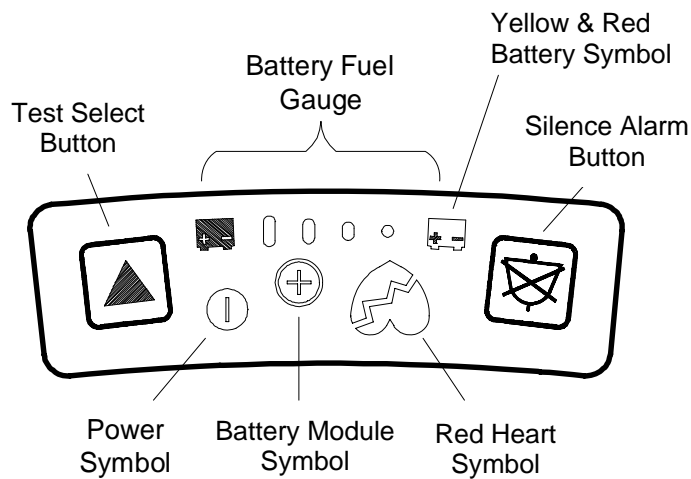 Yellow & Red
Battery Symbol
Battery Fuel
Gauge
Test Select
Button
Silence Alarm
Button
Power
Symbol
Battery Module
Symbol
Red Heart
Symbol